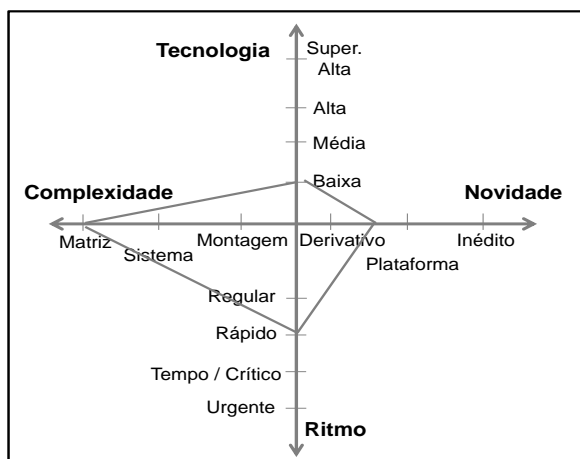 Tecnologia
Super.
Alta
Alta
Média
Baixa
Complexidade
Novidade
Matriz
Sistema
Montagem
Derivativo
Plataforma
Inédito
Regular
Rápido
Tempo / Crítico
Urgente
Ritmo